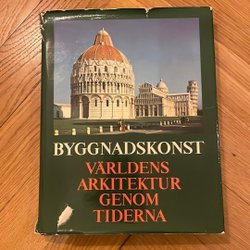 BYGGNADSKONST
VÄRLDENS
ARKITEKTUR
GENOM
TIDERNA